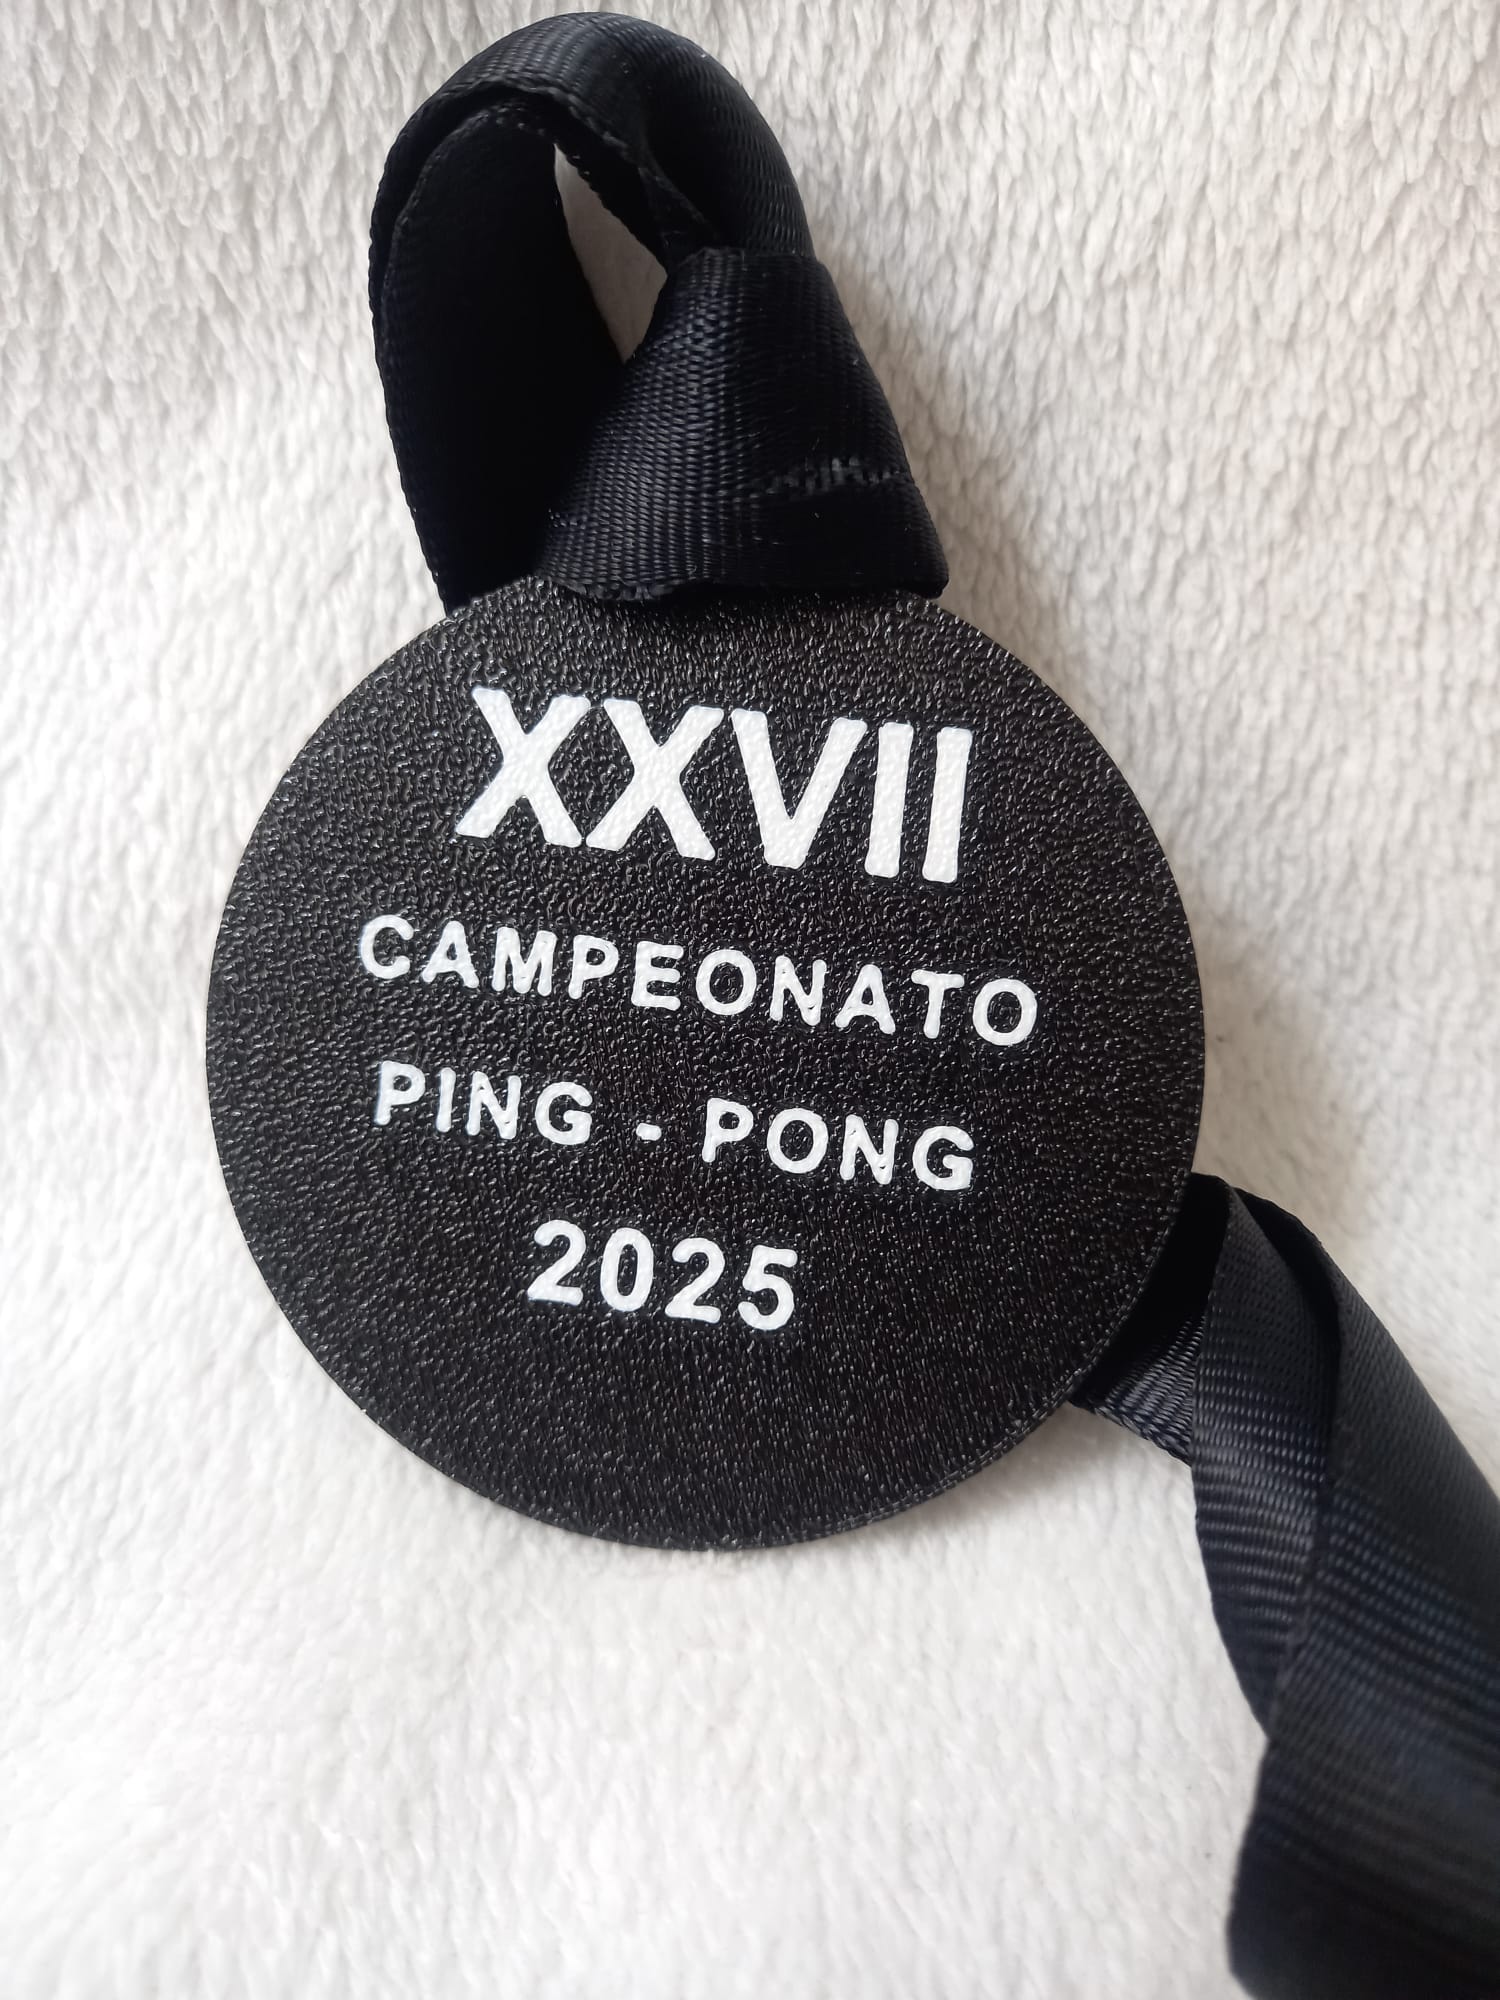 XXVII
CAMPEONATO
PING - PONG
2025